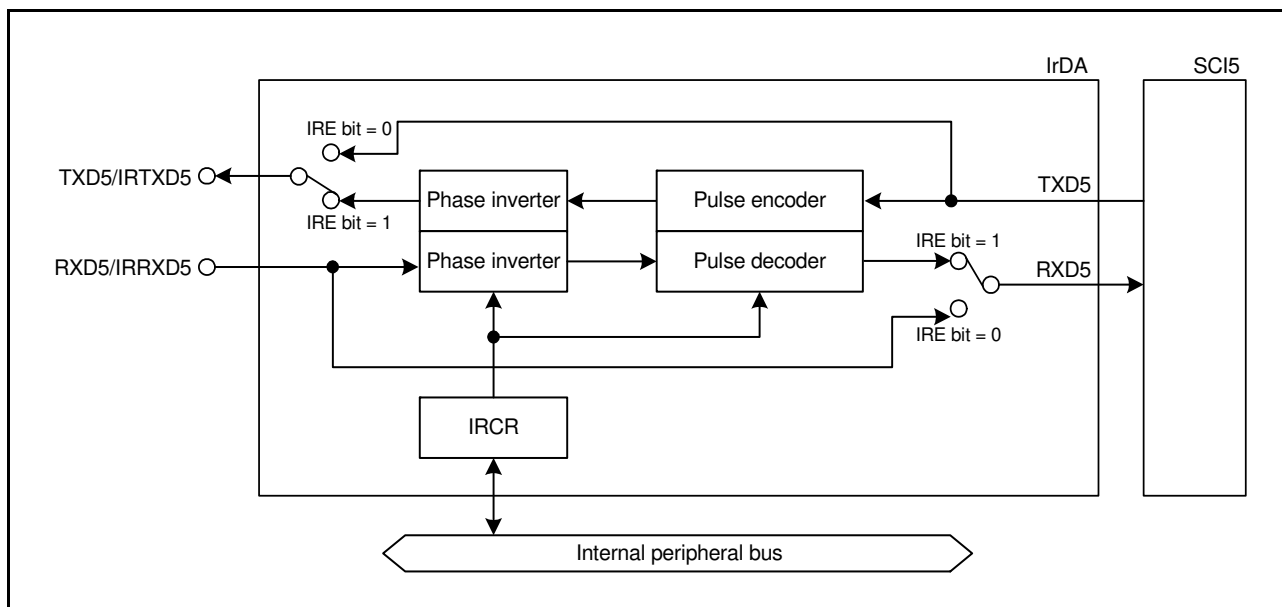 IrDA
SCI5
IRE bit = 0
TXD5/IRTXD5
Phase inverter
Pulse encoder
TXD5
IRE bit = 1
RXD5/IRRXD5
Phase inverter
Pulse decoder
IRE bit = 1
RXD5
IRE bit = 0
IRCR
Internal peripheral bus